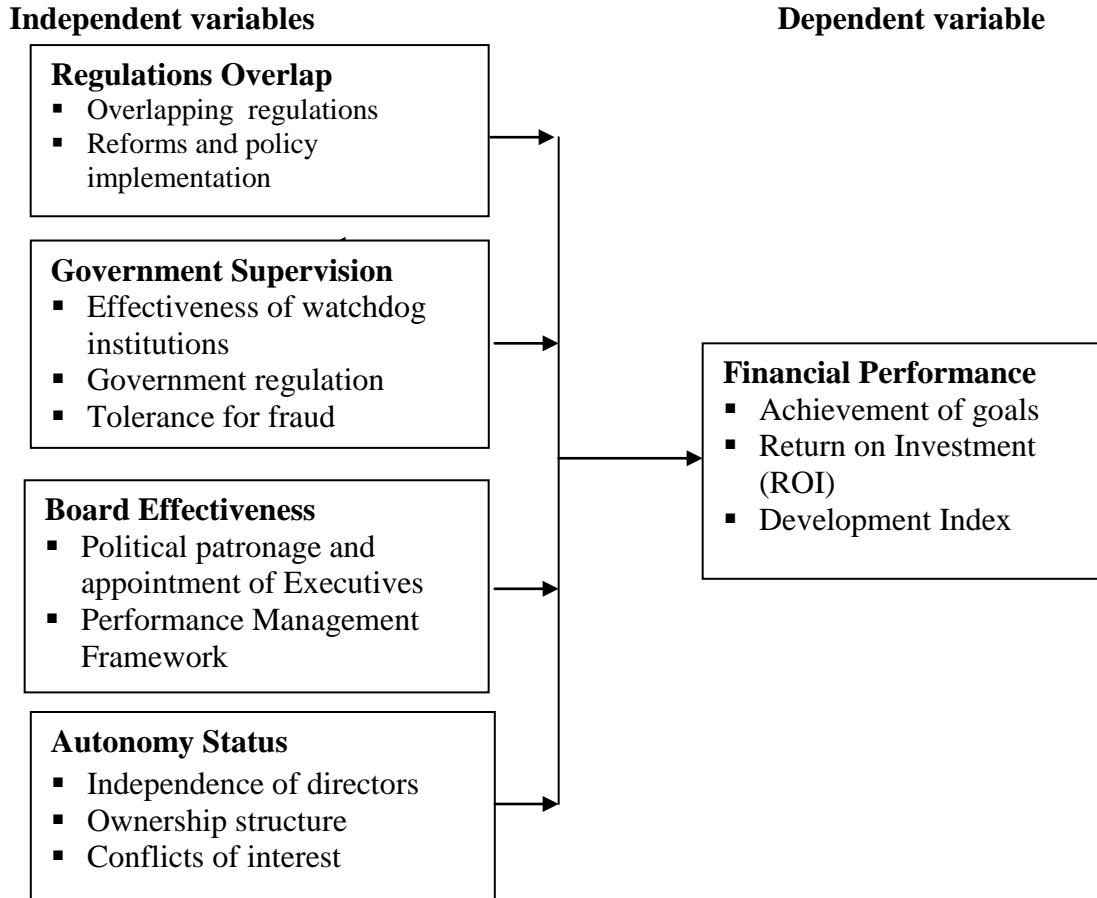 Independent variables
Dependent variable
Regulations Overlap
▪ Overlapping regulations
▪ Reforms and policy
implementation
Government Supervision
▪ Effectiveness of watchdog
institutions
▪ Government regulation
▪ Tolerance for fraud
Board Effectiveness
▪ Political patronage and
appointment of Executives
▪ Performance Management
Framework
Autonomy Status
▪ Independence of directors
▪ Ownership structure
▪ Conflicts of interest
Financial Performance
▪ Achievement of goals
▪ Return on Investment
(ROI)
▪ Development Index